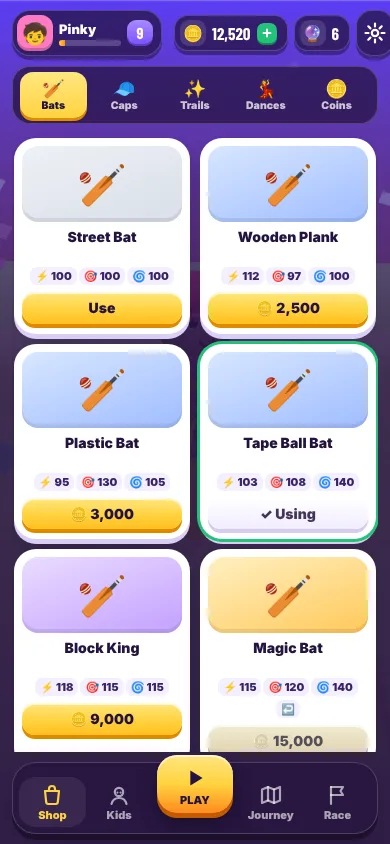 Pinky
9
12,520
+
6
Bats
Caps
Trails
Dances
Coins
Street Bat
100 100 100
Use
Wooden Plank
112 97 100
2,500
Plastic Bat
95 130 105
3,000
Tape Ball Bat
103 108 140
✓ Using
Block King
118 115 115
9,000
Magic Bat
115 120 140
15,000
Shop
Kids
PLAY
Journey
Race